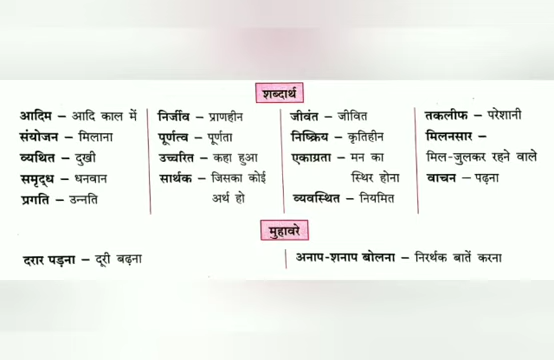 शब्दार्थ
आदिम – आदि काल में
संयोजन – मिलाना
व्यथित – दुखी
समृद्ध – धनवान
प्रगति – उन्नति
निर्जीव – प्राणहीन
पूर्णत्व – पूर्णता
उच्चरित – कहा हुआ
सार्थक – जिसका कोई
अर्थ हो
जीवंत – जीवित
निष्क्रिय – कृतिहीन
एकाग्रता – मन का
स्थिर होना
व्यवस्थित – नियमित
तकलीफ – परेशानी
मिलनसार –
मिल-जुलकर रहने वाले
वाचन – पढ़ना
मुहावरे
दरार पड़ना – दूरी बढ़ना
अनाप-शनाप बोलना – निरर्थक बातें करना